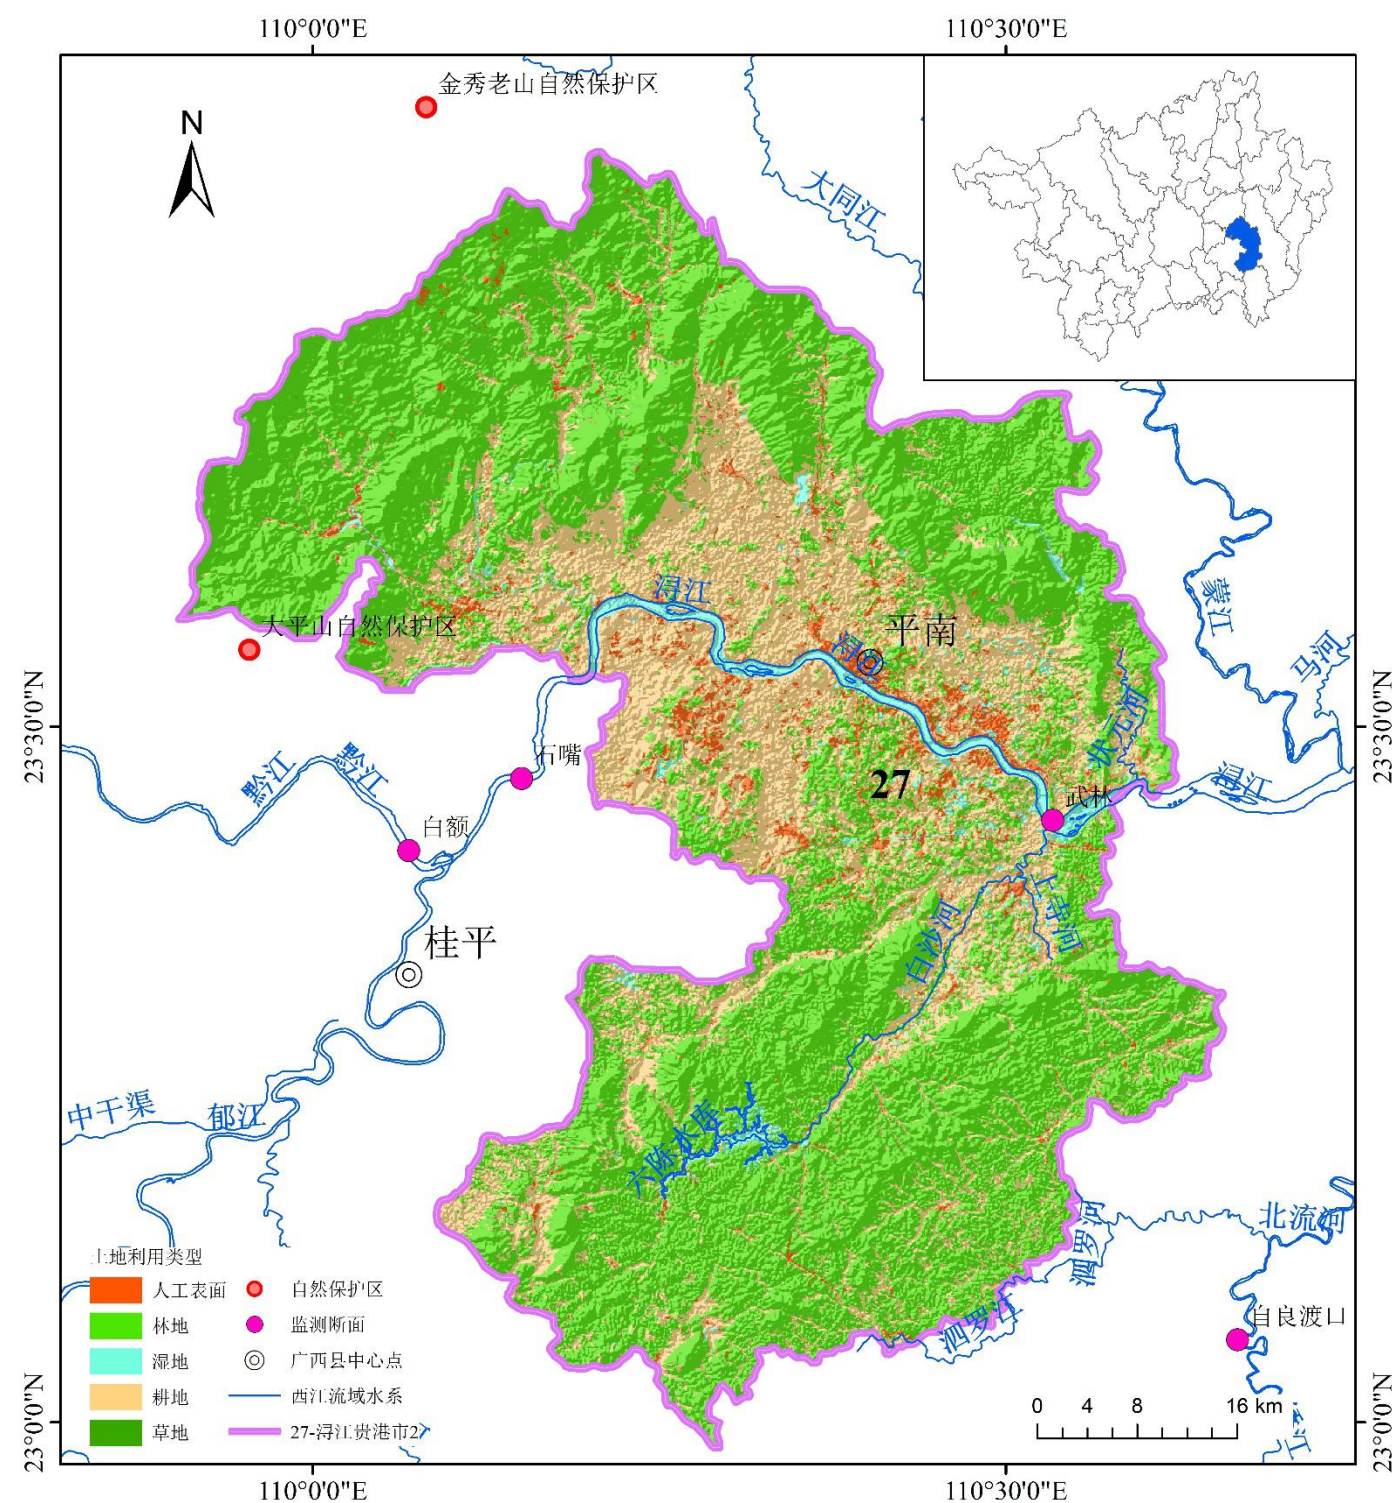 110°0'0"E
110°30'0"E
金秀老山自然保护区
N
大同江
浔江
平南
浔江
大平山自然保护区
蒙江
马河
23°30'0"N
23°30'0"N
状元河
石嘴
黔江
黔江
27
武林
浔江
白额
桂平
白沙河
中干渠
郁江
六陈水库
北流河
泗罗河
泗罗江
自良渡口
土地利用类型
人工表面
自然保护区
林地
监测断面
湿地
广西县中心点
耕地
西江流域水系
草地
27-浔江贵港市2
0
4
8
16 km
江
23°0'0"N
23°0'0"N
110°0'0"E
110°30'0"E